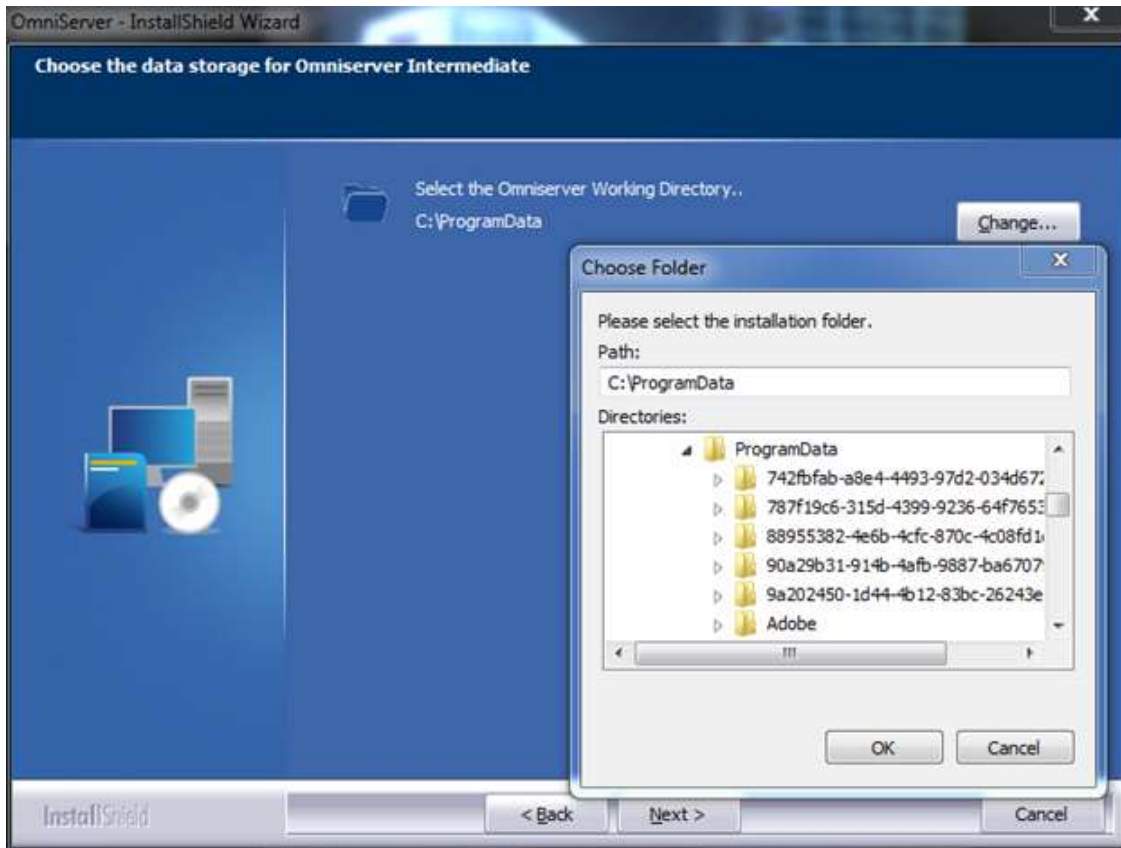 OmniServer - InstallShield Wizard
Choose the data storage for Omniserver Intermediate
Select the Omniserver Working Directory..
C:\ProgramData
Change...
Choose Folder
Please select the installation folder.
Path:
C:\ProgramData
Directories:
ProgramData
742fbfab-a8e4-4493-97d2-034d672
787f19c6-315d-4399-9236-64f7653
88955382-4e6b-4cfc-870c-4c08fd1
90a29b31-914b-4afb-9887-ba6707
9a202450-1d44-4b12-83bc-26243e
Adobe
OK Cancel
InstallShield
< Back Next > Cancel